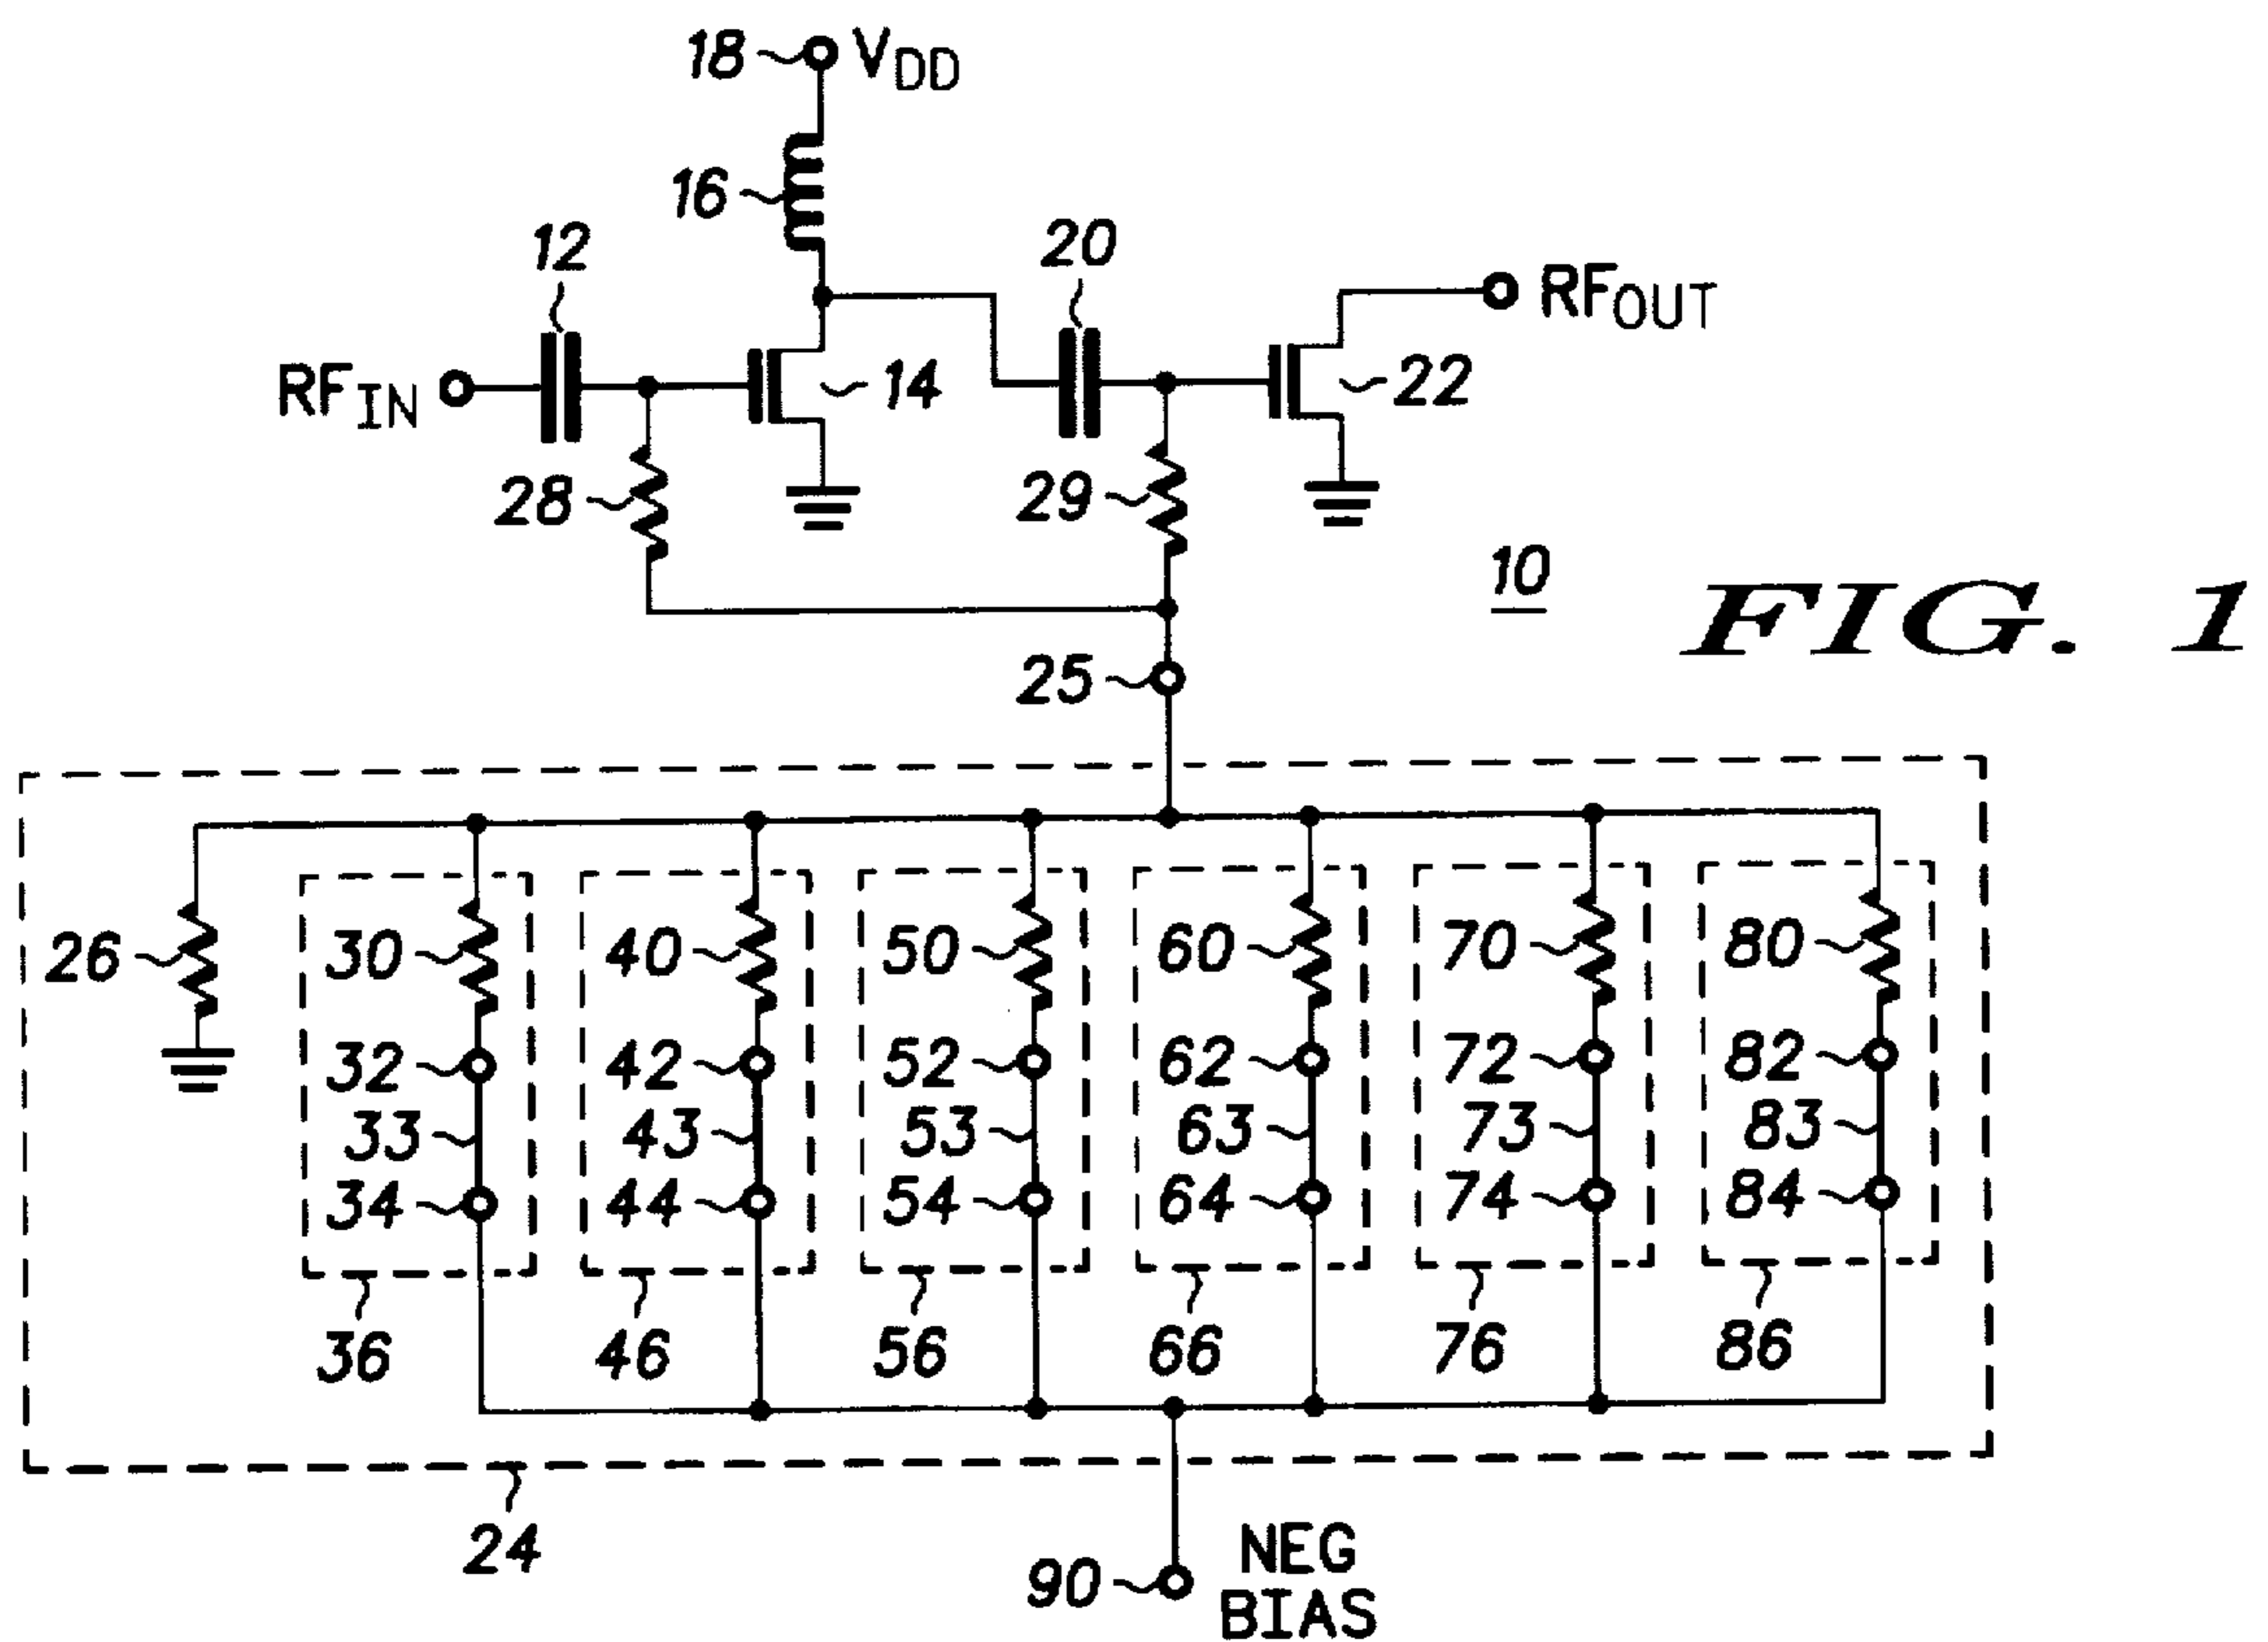 18 VDD
16
12
20
RFOUT
RFIN
14
22
28
29
10
FIG. 1
25
26 30 40 50 60 70 80
32 42 52 62 72 82
33 43 53 63 73 83
34 44 54 64 74 84
36 46 56 66 76 86
24
90 NEG
BIAS